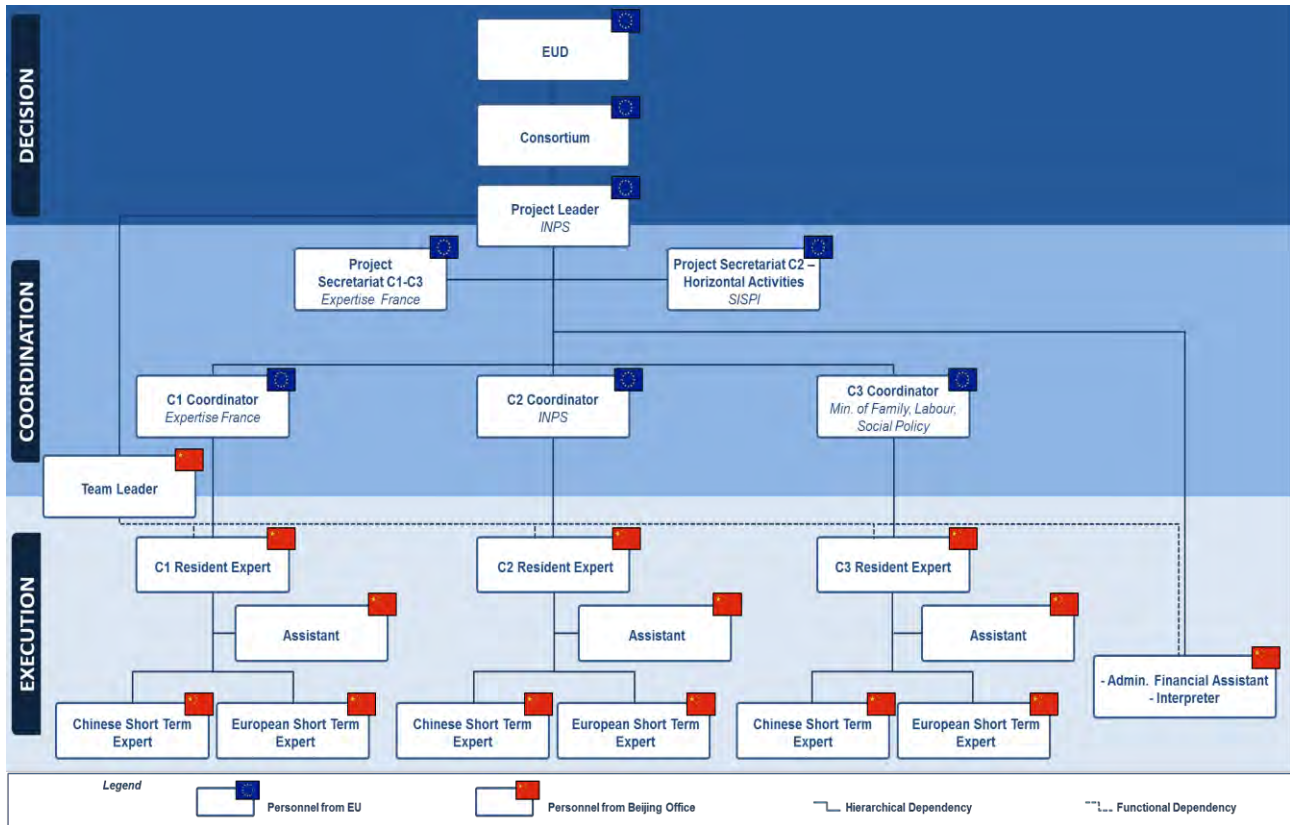 DECISION
EUD
Consortium
Project Leader
INPS
COORDINATION
Project
Secretariat C1-C3
Expertise France
Project Secretariat C2 –
Horizontal Activities
SISPI
C1 Coordinator
Expertise France
C2 Coordinator
INPS
C3 Coordinator
Min. of Family, Labour,
Social Policy
Team Leader
EXECUTION
C1 Resident Expert
C2 Resident Expert
C3 Resident Expert
Assistant
Assistant
Assistant
- Admin. Financial Assistant
- Interpreter
Chinese Short Term
Expert
European Short Term
Expert
Chinese Short Term
Expert
European Short Term
Expert
Chinese Short Term
Expert
European Short Term
Expert
Legend
Personnel from EU
Personnel from Beijing Office
Hierarchical Dependency
Functional Dependency